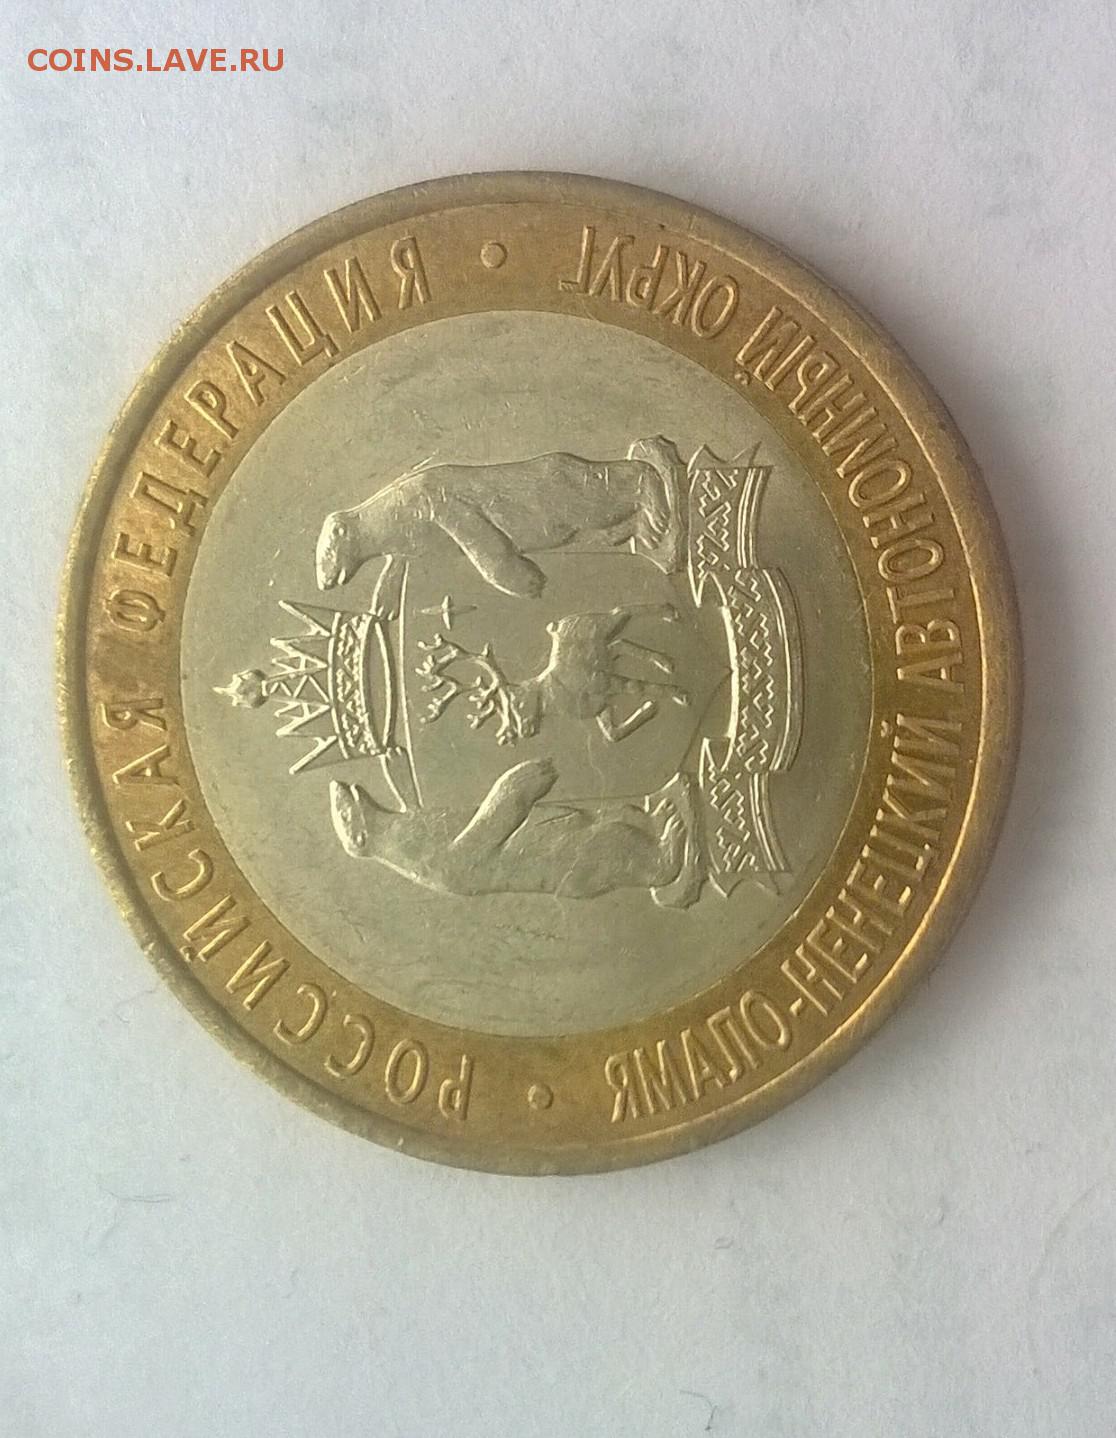 COINS.LAVE.RU
РОССИЙСКАЯ ФЕДЕРАЦИЯ
ЯМАЛО-НЕНЕЦКИЙ АВТОНОМНЫЙ ОКРУГ